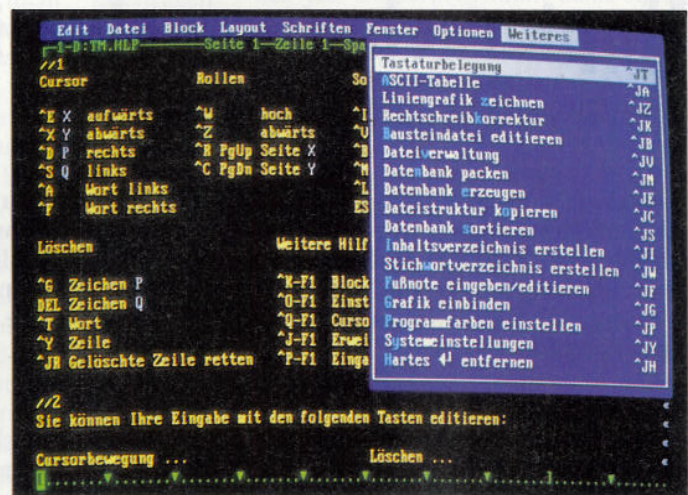 Edit Datei Block Layout Schriften Fenster Optionen Weiteres
1-D:TM.HLP Seite 1 Zeile 1 Spa
//1
Cursor Rollen So
^E X aufwärts ^W hoch ^I
^X Y abwärts ^Z abwärts ^V
^D P rechts ^R PgUp Seite X ^B
^S Q links ^C PgDn Seite Y ^N
^A Wort links ^L
^F Wort rechts ES
Löschen Weitere Hilf
^G Zeichen P ^K-F1 Block
DEL Zeichen Q ^O-F1 Einst
^T Wort ^Q-F1 Curso
^Y Zeile ^J-F1 Erwei
^JR Gelöschte Zeile retten ^P-F1 Einga
//2
Sie können Ihre Eingabe mit den folgenden Tasten editieren:
Cursorbewegung ... Löschen ...
Tastaturbelegung ^JT
ASCII-Tabelle ^JA
Liniengrafik zeichnen ^JZ
Rechtschreibkorrektur ^JK
Bausteindatei editieren ^JB
Dateiverwaltung ^JV
Datenbank packen ^JN
Datenbank erzeugen ^JE
Dateistruktur kopieren ^JC
Datenbank sortieren ^JS
Inhaltsverzeichnis erstellen ^JI
Stichwortverzeichnis erstellen ^JW
Fußnote eingeben/editieren ^JF
Grafik einbinden ^JG
Programmfarben einstellen ^JP
Systemeinstellungen ^JY
Hartes ↵ entfernen ^JH